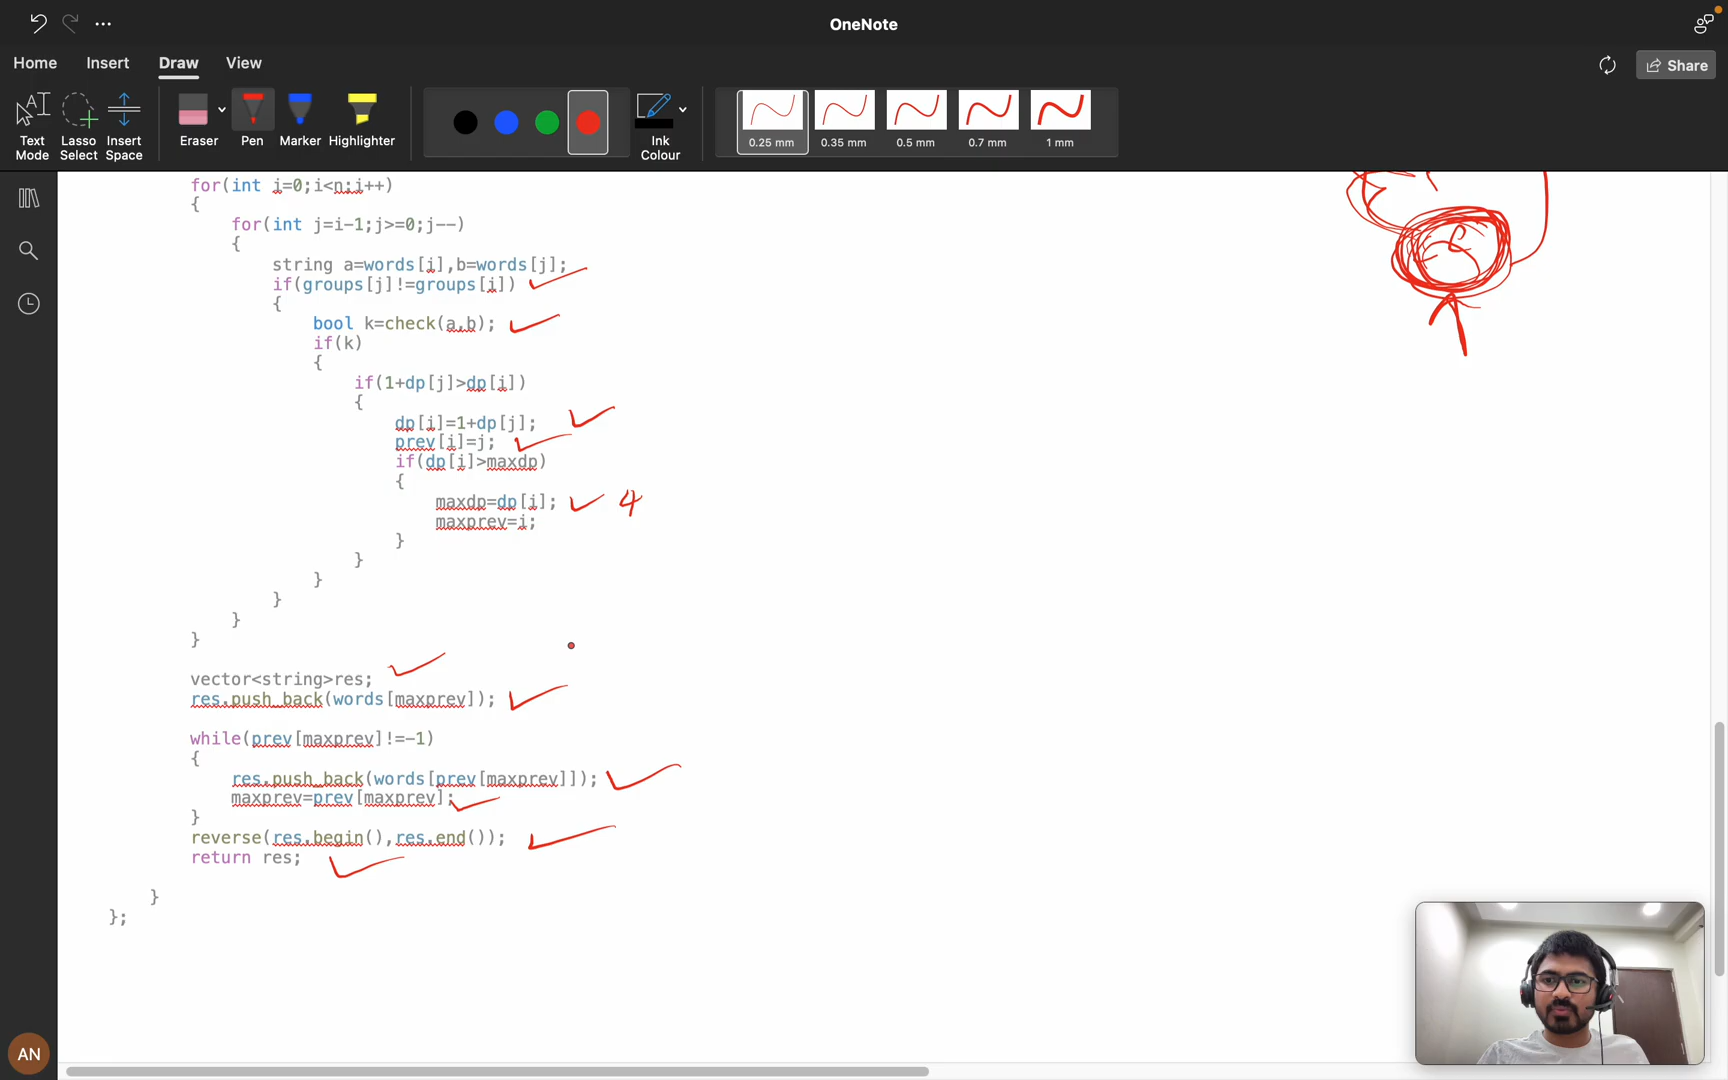 OneNote
Home Insert Draw View
Share
Text Mode
Lasso Select
Insert Space
Eraser
Pen
Marker
Highlighter
Ink Colour
0.25 mm
0.35 mm
0.5 mm
0.7 mm
1 mm
for(int i=0;i<n;i++)
{
for(int j=i-1;j>=0;j--)
{
string a=words[i],b=words[j];
if(groups[j]!=groups[i])
{
bool k=check(a,b);
if(k)
{
if(1+dp[j]>dp[i])
{
dp[i]=1+dp[j];
prev[i]=j;
if(dp[i]>maxdp)
{
maxdp=dp[i]; 4
maxprev=i;
}
}
}
}
}
}
vector<string>res;
res.push_back(words[maxprev]);
while(prev[maxprev]!=-1)
{
res.push_back(words[prev[maxprev]]);
maxprev=prev[maxprev];
}
reverse(res.begin(),res.end());
return res;
}
};
AN